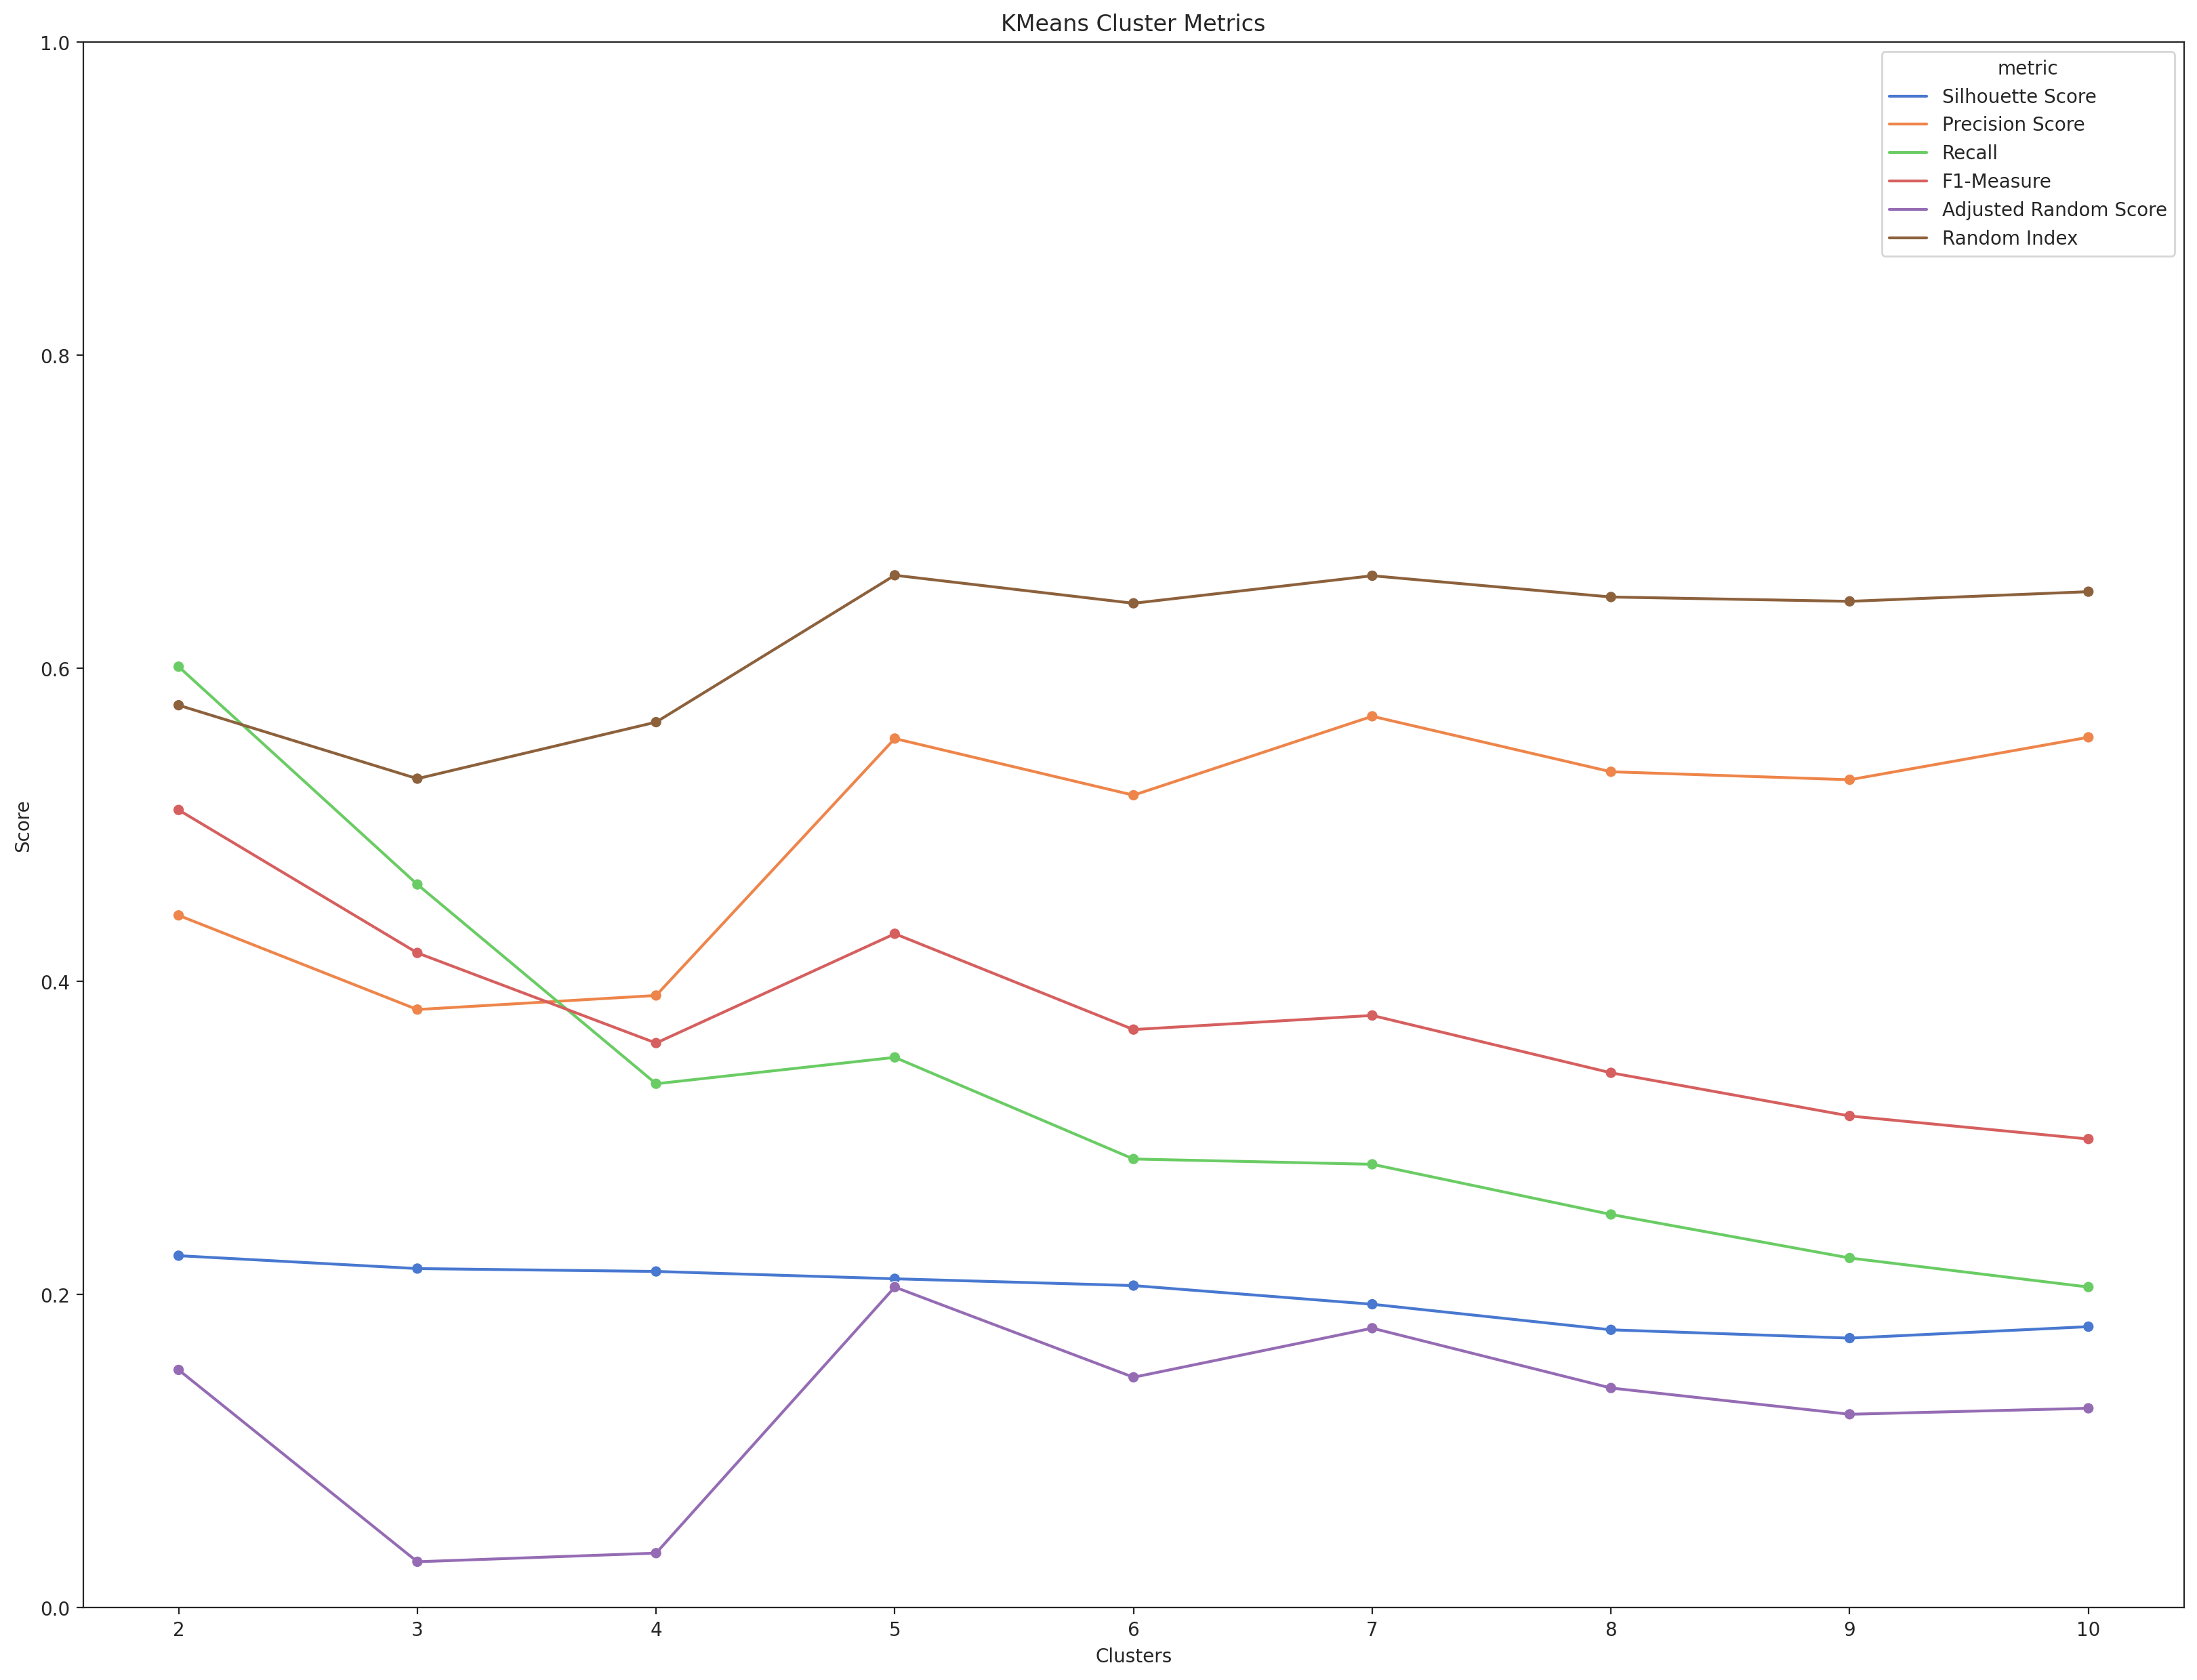 KMeans Cluster Metrics
1.0
0.8
0.6
0.4
0.2
0.0
Score
metric
Silhouette Score
Precision Score
Recall
F1-Measure
Adjusted Random Score
Random Index
2 3 4 5 6 7 8 9 10
Clusters